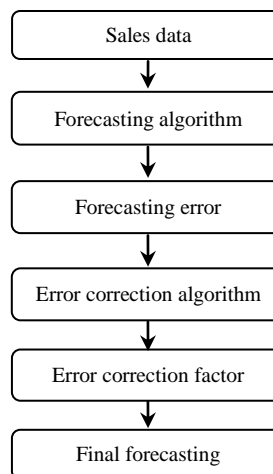 Sales data
Forecasting algorithm
Forecasting error
Error correction algorithm
Error correction factor
Final forecasting